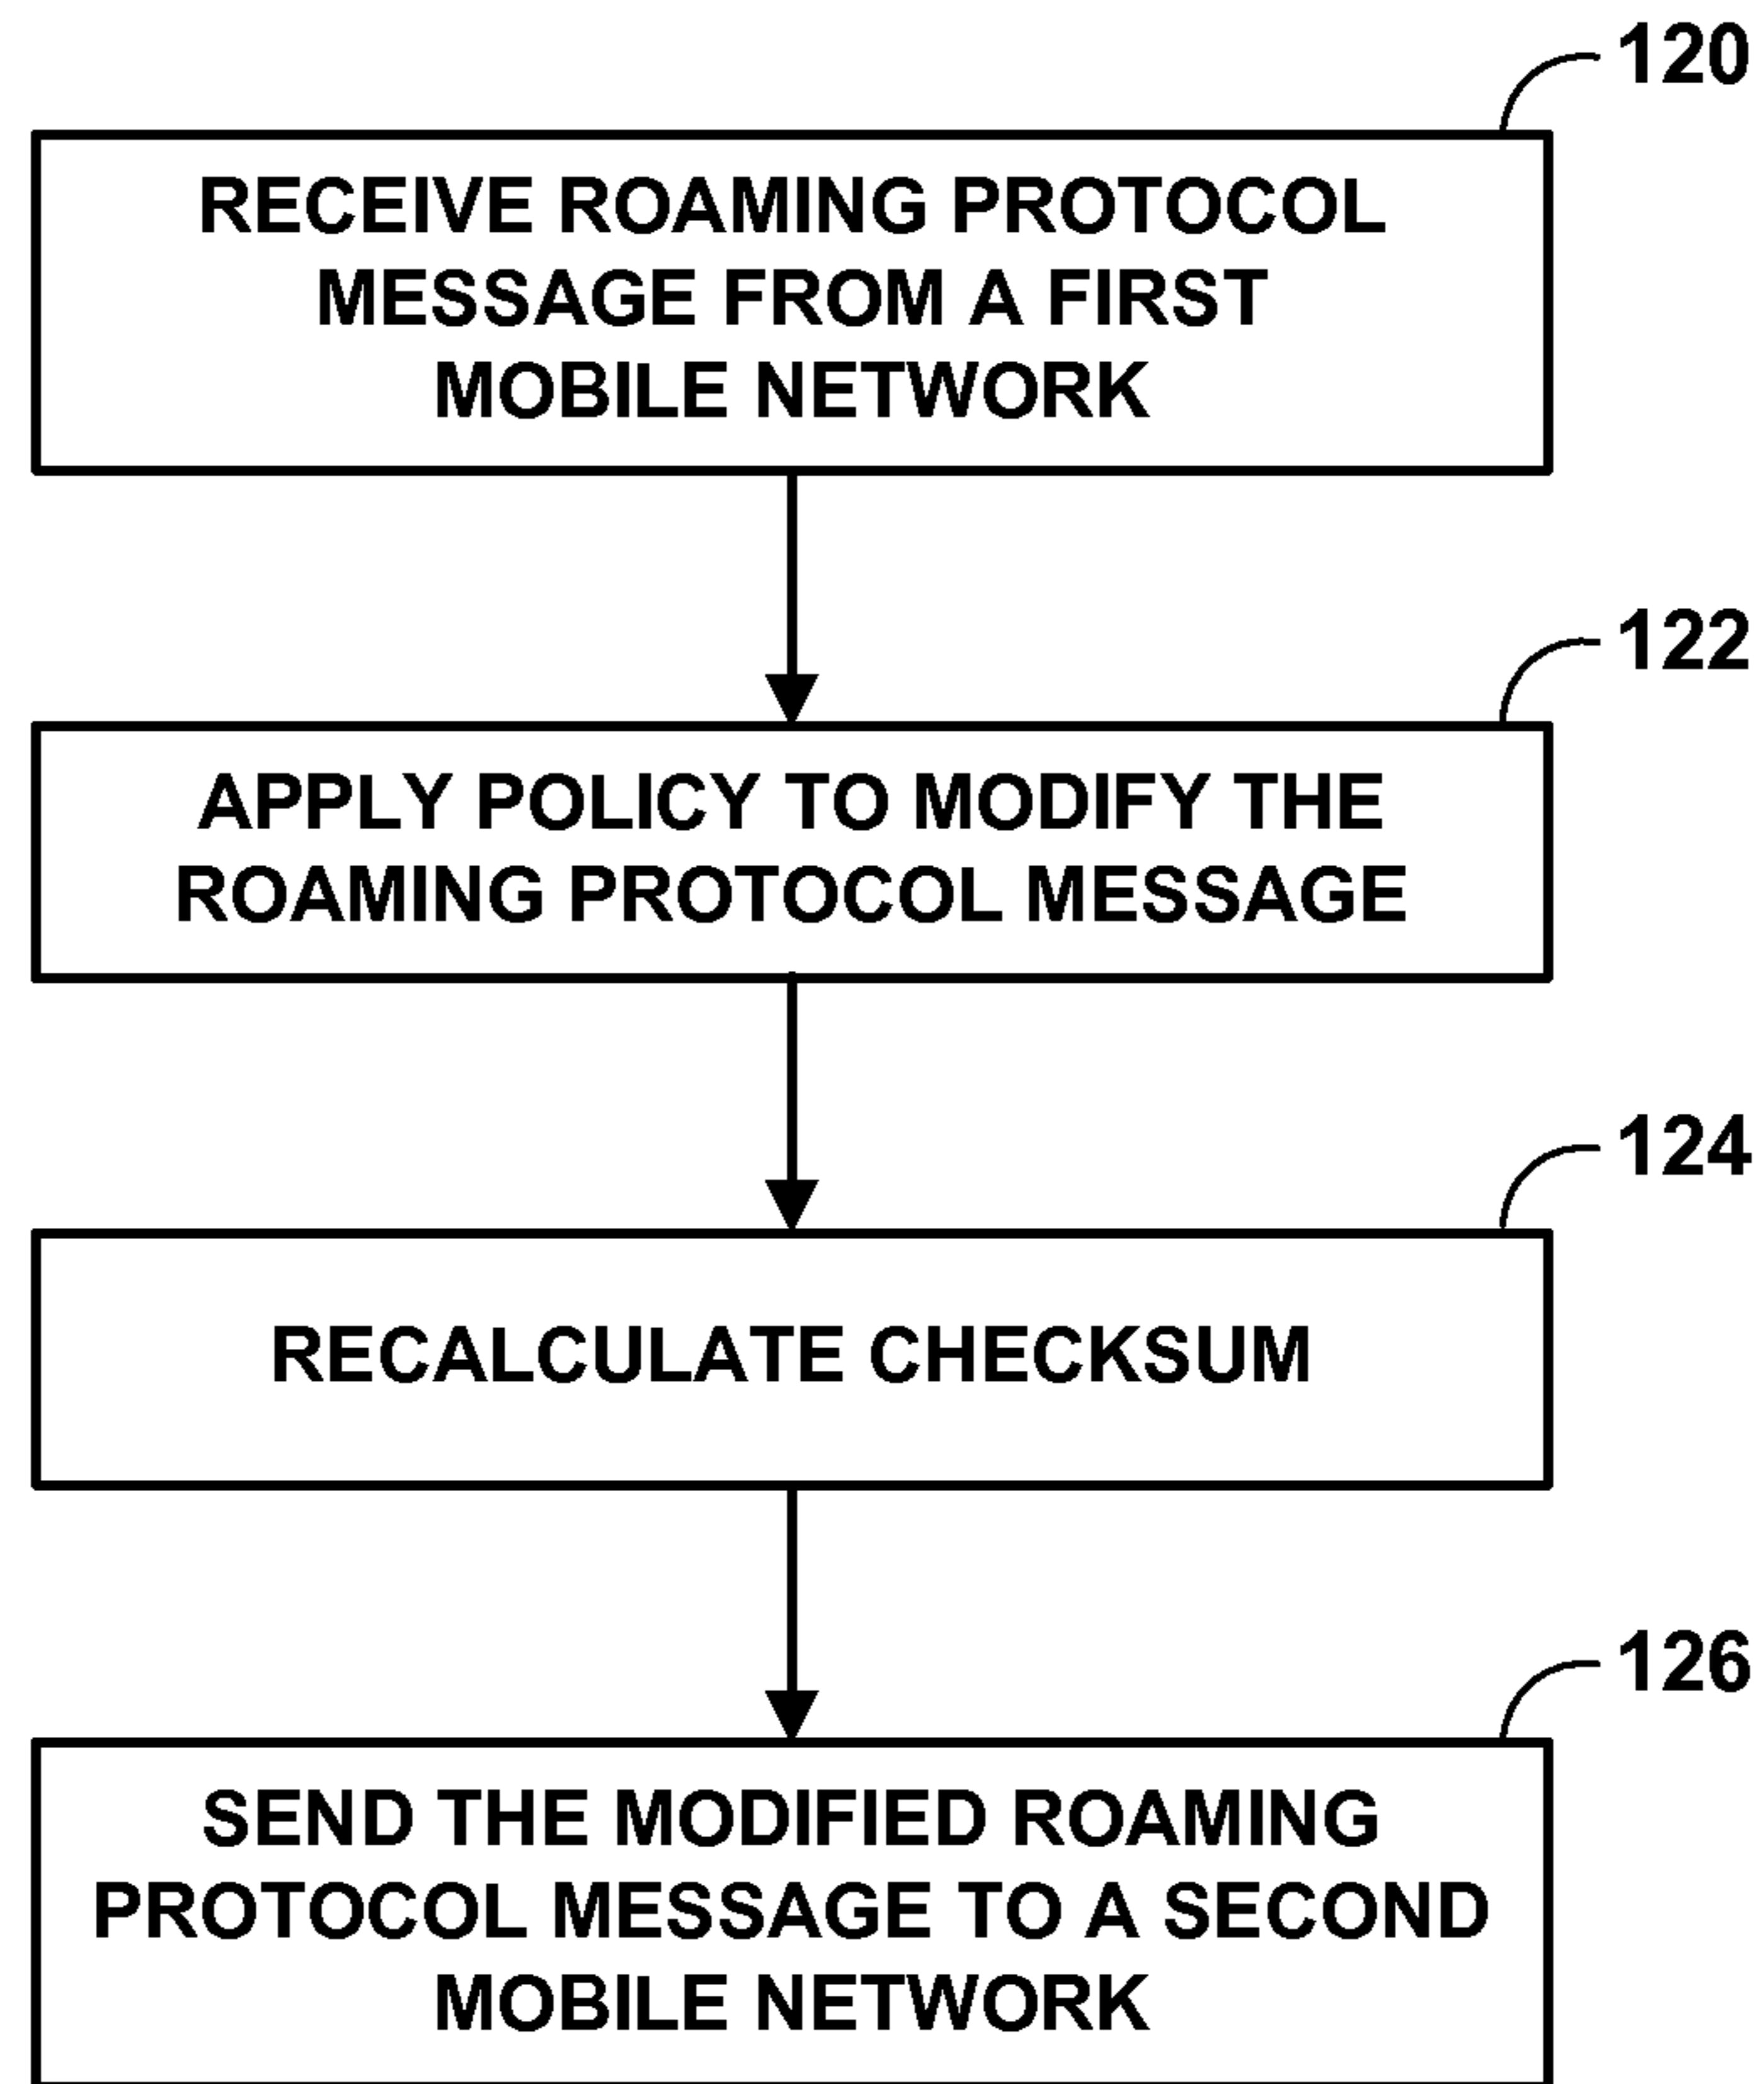 120
RECEIVE ROAMING PROTOCOL
MESSAGE FROM A FIRST
MOBILE NETWORK
122
APPLY POLICY TO MODIFY THE
ROAMING PROTOCOL MESSAGE
124
RECALCULATE CHECKSUM
126
SEND THE MODIFIED ROAMING
PROTOCOL MESSAGE TO A SECOND
MOBILE NETWORK